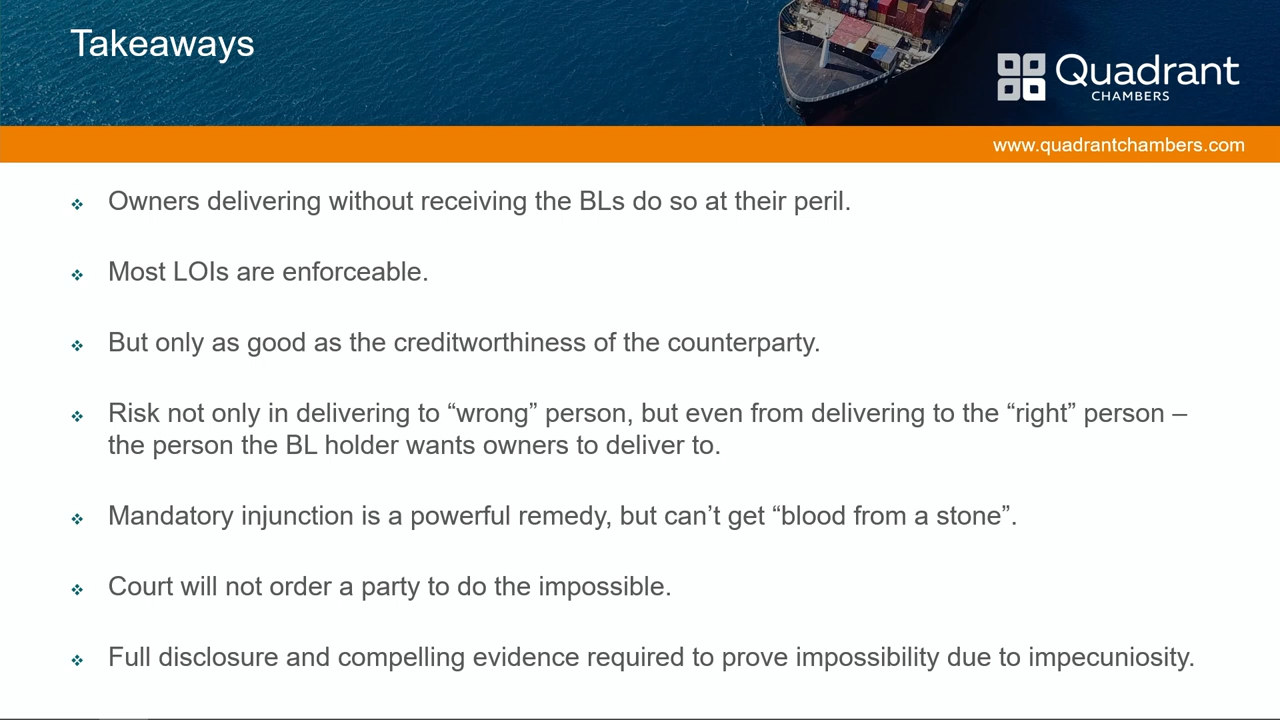 Takeaways
Quadrant
CHAMBERS
www.quadrantchambers.com
Owners delivering without receiving the BLs do so at their peril.
Most LOIs are enforceable.
But only as good as the creditworthiness of the counterparty.
Risk not only in delivering to “wrong” person, but even from delivering to the “right” person –
the person the BL holder wants owners to deliver to.
Mandatory injunction is a powerful remedy, but can’t get “blood from a stone”.
Court will not order a party to do the impossible.
Full disclosure and compelling evidence required to prove impossibility due to impecuniosity.